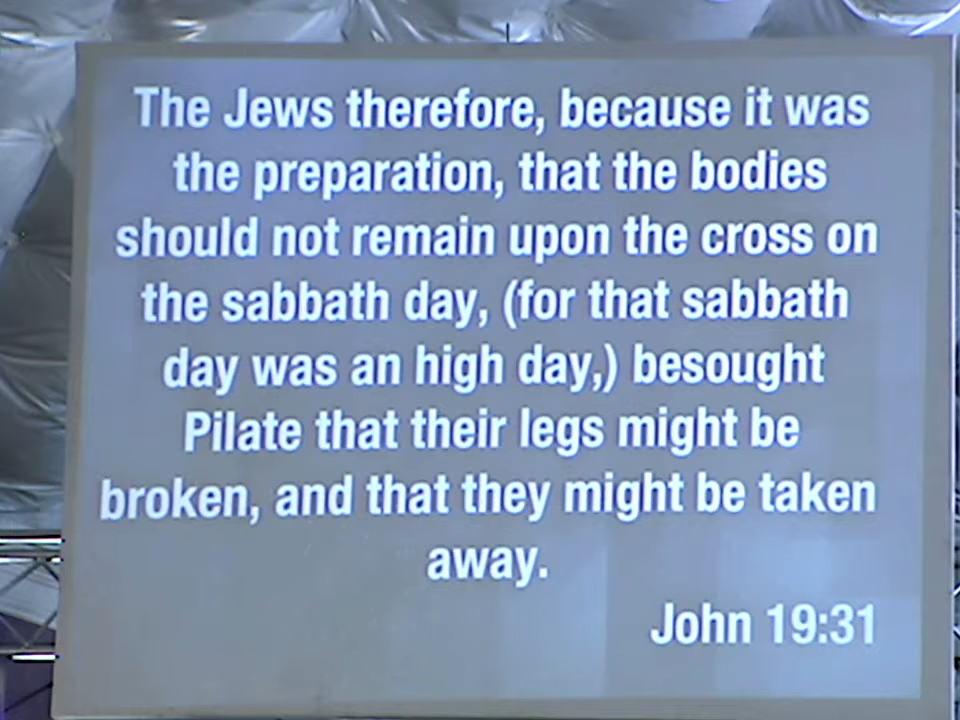 The Jews therefore, because it was
the preparation, that the bodies
should not remain upon the cross on
the sabbath day, (for that sabbath
day was an high day,) besought
Pilate that their legs might be
broken, and that they might be taken
away.
John 19:31